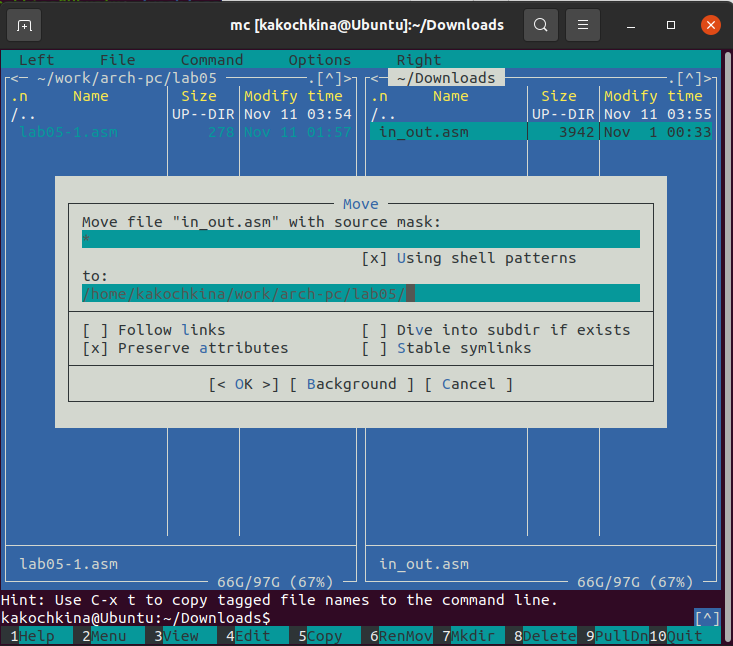 mc [kakochkina@Ubuntu]:~/Downloads
Left File Command Options Right
<─ ~/work/arch-pc/lab05 ─.[^]> <─ ~/Downloads ─.[^]>
.n Name Size Modify time .n Name Size Modify time
/.. UP--DIR Nov 11 03:54 /.. UP--DIR Nov 11 03:55
lab05-1.asm 278 Nov 11 01:57 in_out.asm 3942 Nov 1 00:33
Move
Move file "in_out.asm" with source mask:
*
[x] Using shell patterns
to:
/home/kakochkina/work/arch-pc/lab05/
[ ] Follow links [ ] Dive into subdir if exists
[x] Preserve attributes [ ] Stable symlinks
[< OK >] [ Background ] [ Cancel ]
lab05-1.asm in_out.asm
66G/97G (67%) 66G/97G (67%)
Hint: Use C-x t to copy tagged file names to the command line.
kakochkina@Ubuntu:~/Downloads$ [^]
1Help 2Menu 3View 4Edit 5Copy 6RenMov 7Mkdir 8Delete 9PullDn 10Quit